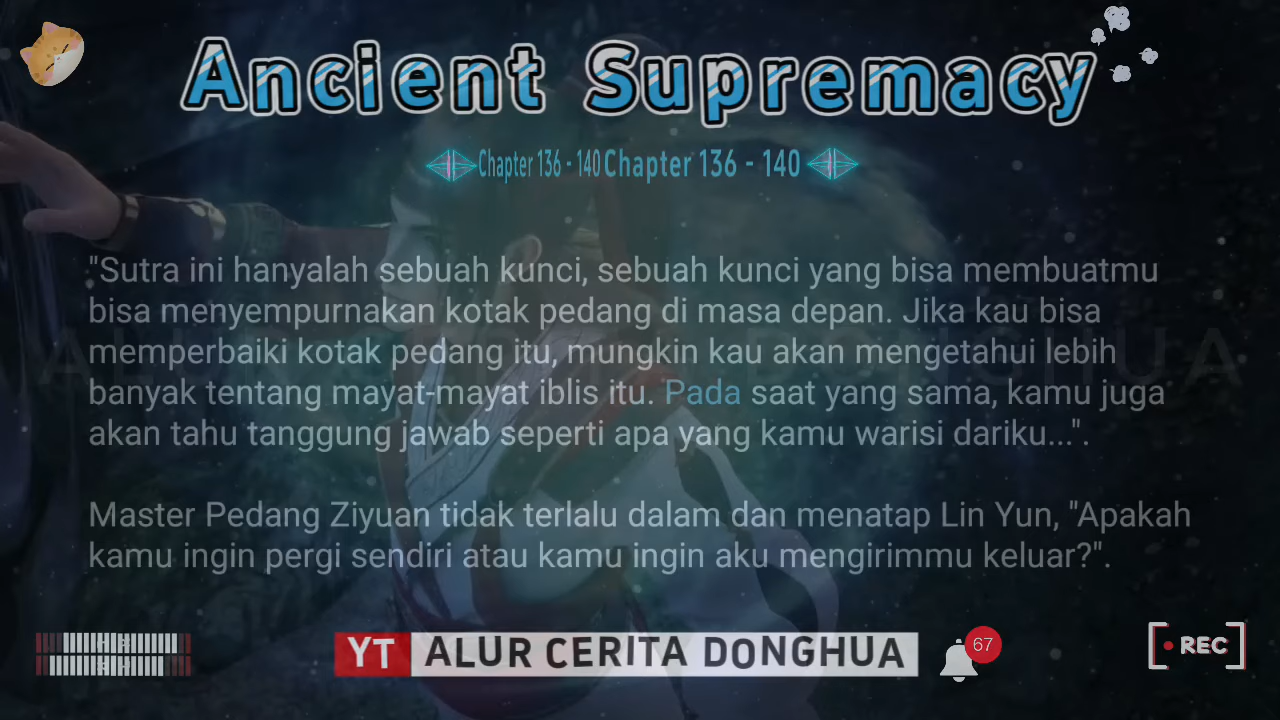 Ancient Supremacy
Chapter 136 - 140 Chapter 136 - 140
"Sutra ini hanyalah sebuah kunci, sebuah kunci yang bisa membuatmu
bisa menyempurnakan kotak pedang di masa depan. Jika kau bisa
memperbaiki kotak pedang itu, mungkin kau akan mengetahui lebih
banyak tentang mayat-mayat iblis itu. Pada saat yang sama, kamu juga
akan tahu tanggung jawab seperti apa yang kamu warisi dariku...".
Master Pedang Ziyuan tidak terlalu dalam dan menatap Lin Yun, "Apakah
kamu ingin pergi sendiri atau kamu ingin aku mengirimmu keluar?".
YT ALUR CERITA DONGHUA
67
REC